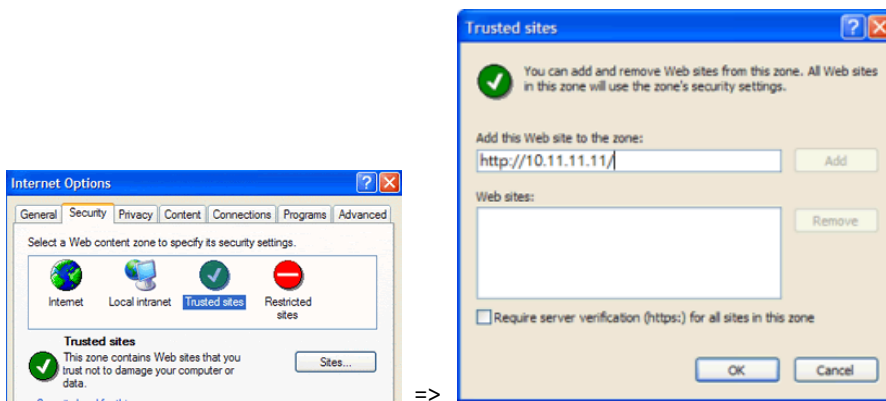 Internet Options
General Security Privacy Content Connections Programs Advanced
Select a Web content zone to specify its security settings.
Internet
Local intranet
Trusted sites
Restricted
sites
Trusted sites
This zone contains Web sites that you
trust not to damage your computer or
data.
Sites...
=>
Trusted sites
You can add and remove Web sites from this zone. All Web sites
in this zone will use the zone's security settings.
Add this Web site to the zone:
http://10.11.11.11/
Add
Web sites:
Remove
Require server verification (https:) for all sites in this zone
OK
Cancel